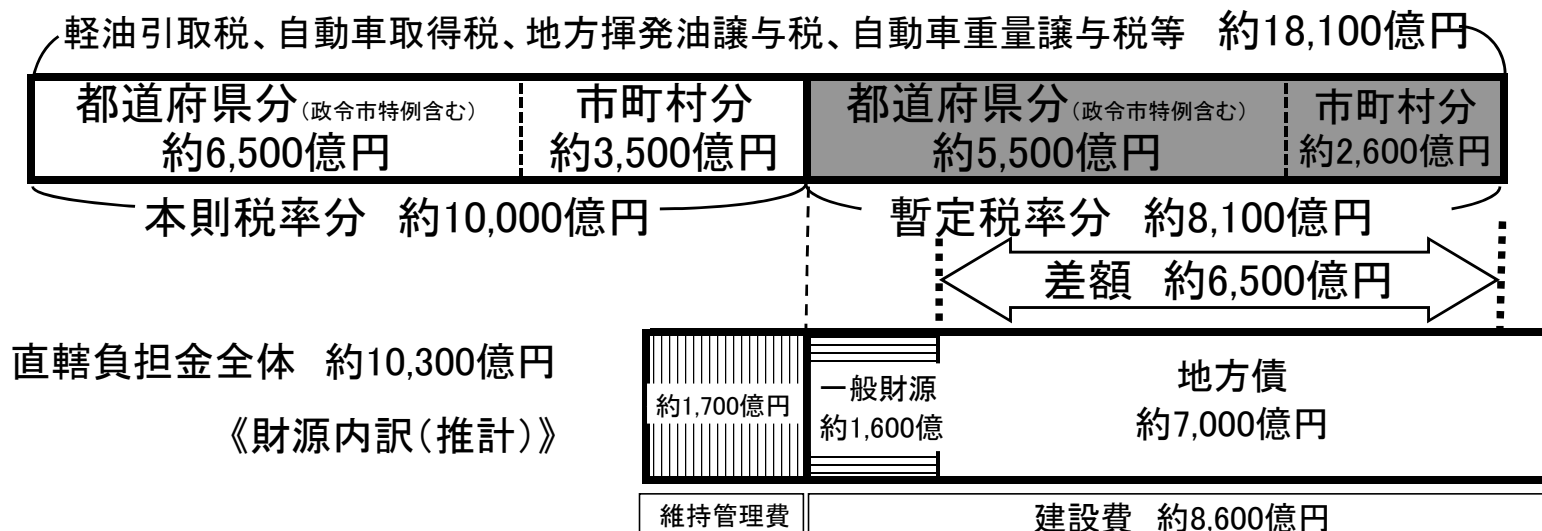 軽油引取税、自動車取得税、地方揮発油譲与税、自動車重量譲与税等 約18,100億円
都道府県分(政令市特例含む) 市町村分 都道府県分(政令市特例含む) 市町村分
約6,500億円 約3,500億円 約5,500億円 約2,600億円
本則税率分 約10,000億円 暫定税率分 約8,100億円
差額 約6,500億円
直轄負担金全体 約10,300億円
《財源内訳(推計)》
約1,700億円
一般財源
約1,600億
地方債
約7,000億円
維持管理費 建設費 約8,600億円